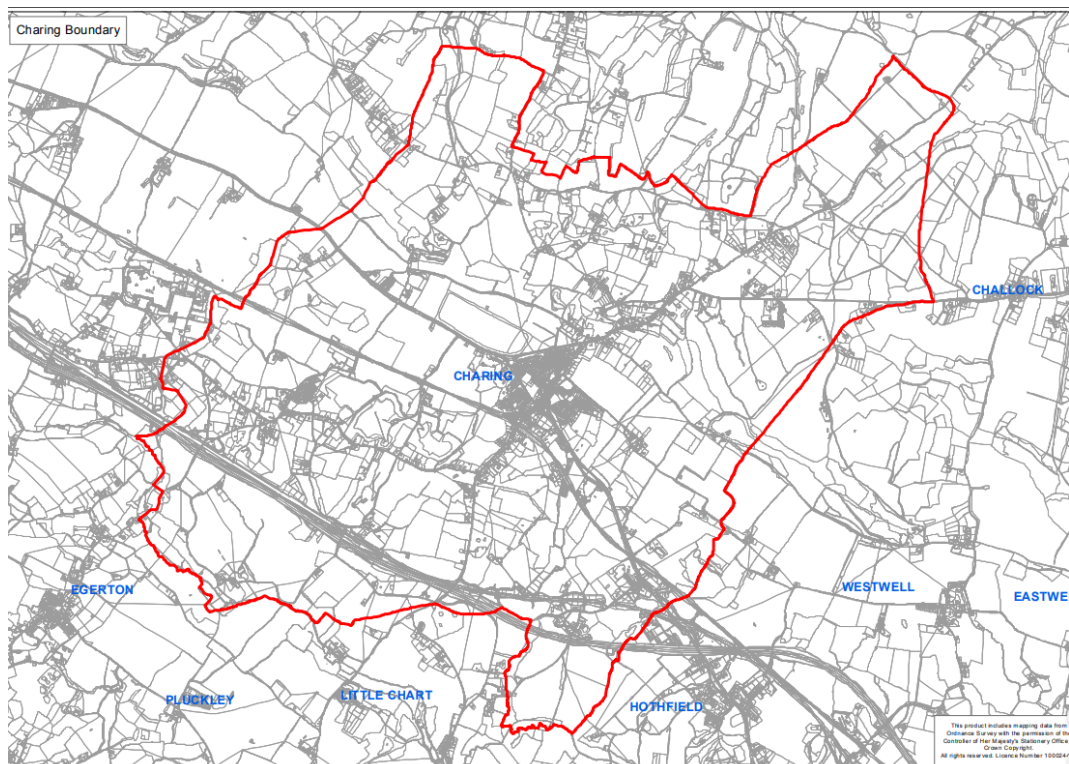 Charing Boundary
CHALLOCK
CHARING
EGERTON
WESTWELL
EASTWE
PLUCKLEY
LITTLE CHART
HOTHFIELD
This product includes mapping data from
Ordnance Survey with the permission of the
Controller of Her Majesty's Stationery Office
Crown Copyright.
All rights reserved. Licence Number